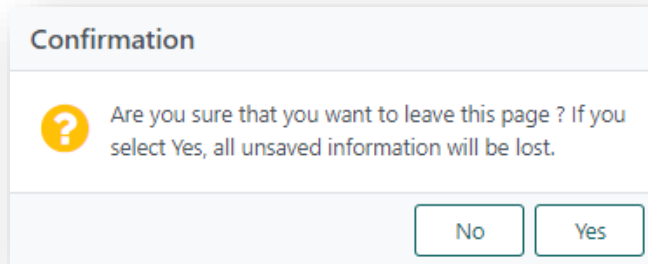 Confirmation
Are you sure that you want to leave this page ? If you
select Yes, all unsaved information will be lost.
No
Yes